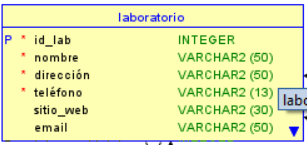 laboratorio
P * id_lab INTEGER
* nombre VARCHAR2 (50)
* dirección VARCHAR2 (50)
* teléfono VARCHAR2 (13)
labo
sitio_web VARCHAR2 (30)
email VARCHAR2 (50)